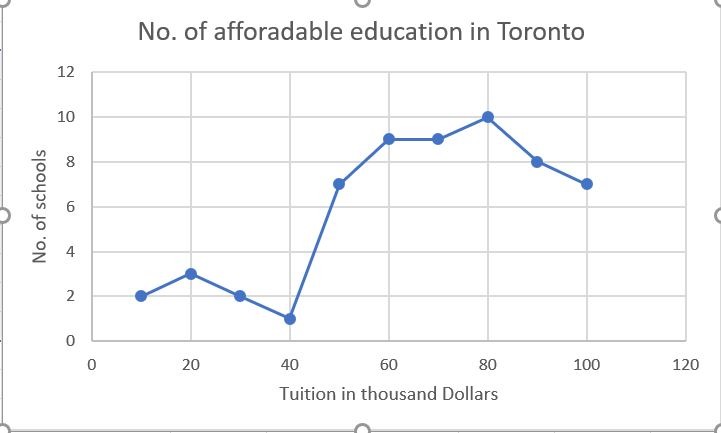 No. of afforadable education in Toronto
12
10
8
6
4
2
0
No. of schools
0 20 40 60 80 100 120
Tuition in thousand Dollars